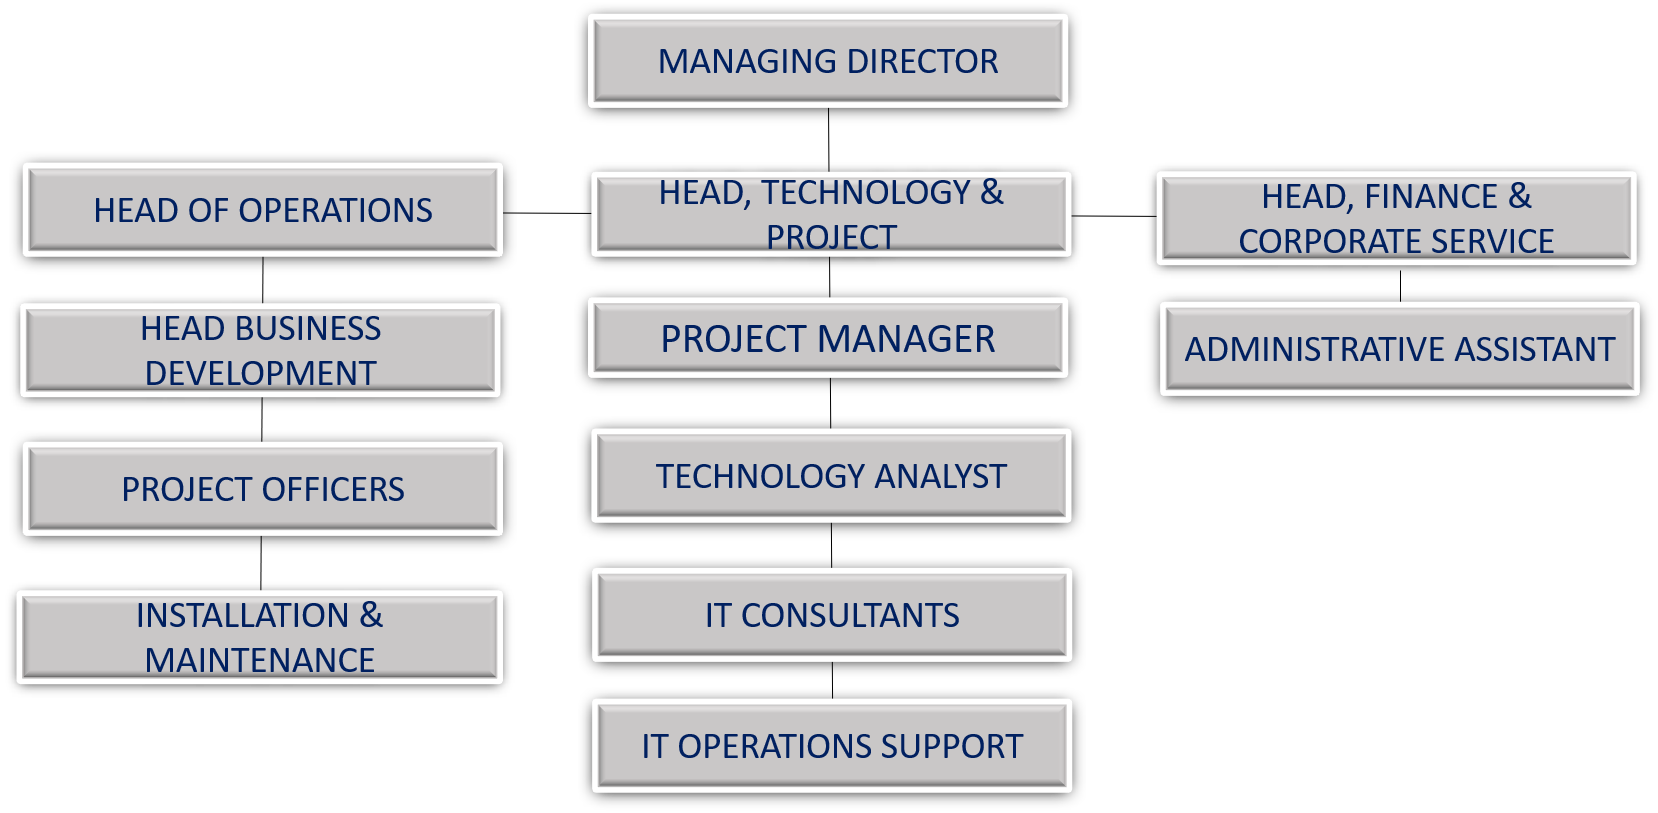 MANAGING DIRECTOR
HEAD OF OPERATIONS
HEAD, TECHNOLOGY &
PROJECT
HEAD, FINANCE &
CORPORATE SERVICE
HEAD BUSINESS
DEVELOPMENT
PROJECT MANAGER
ADMINISTRATIVE ASSISTANT
PROJECT OFFICERS
TECHNOLOGY ANALYST
INSTALLATION &
MAINTENANCE
IT CONSULTANTS
IT OPERATIONS SUPPORT